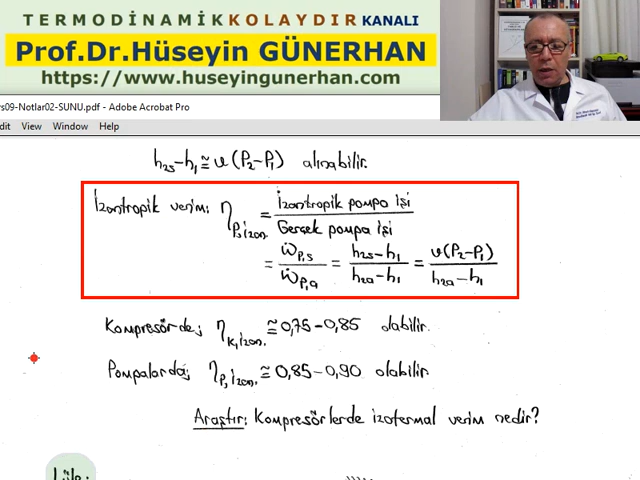 TERMODİNAMİK KOLAYDIR KANALI
Prof.Dr.Hüseyin GÜNERHAN
https://www.huseyingunerhan.com
s09-Notlar02-SUNU.pdf - Adobe Acrobat Pro
dit View Window Help
h2s-h1 ≅ v(P2-P1) alınabilir.
İzontropik verim; ηP,izon. = İzontropik pompa işi / Gerçek pompa işi
= ẆP,s / ẆP,a = h2s-h1 / h2a-h1 = v(P2-P1) / h2a-h1
Kompresörde; ηK,izon. ≅ 0,75-0,85 olabilir.
Pompalarda; ηP,izon. ≅ 0,85-0,90 olabilir.
Araştır: Kompresörlerde izotermal verim nedir?
Lüle: